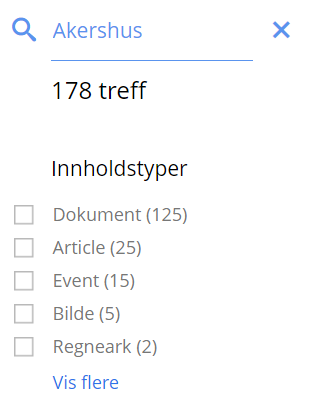 Akershus
178 treff
Innholdstyper
Dokument (125)
Article (25)
Event (15)
Bilde (5)
Regneark (2)
Vis flere